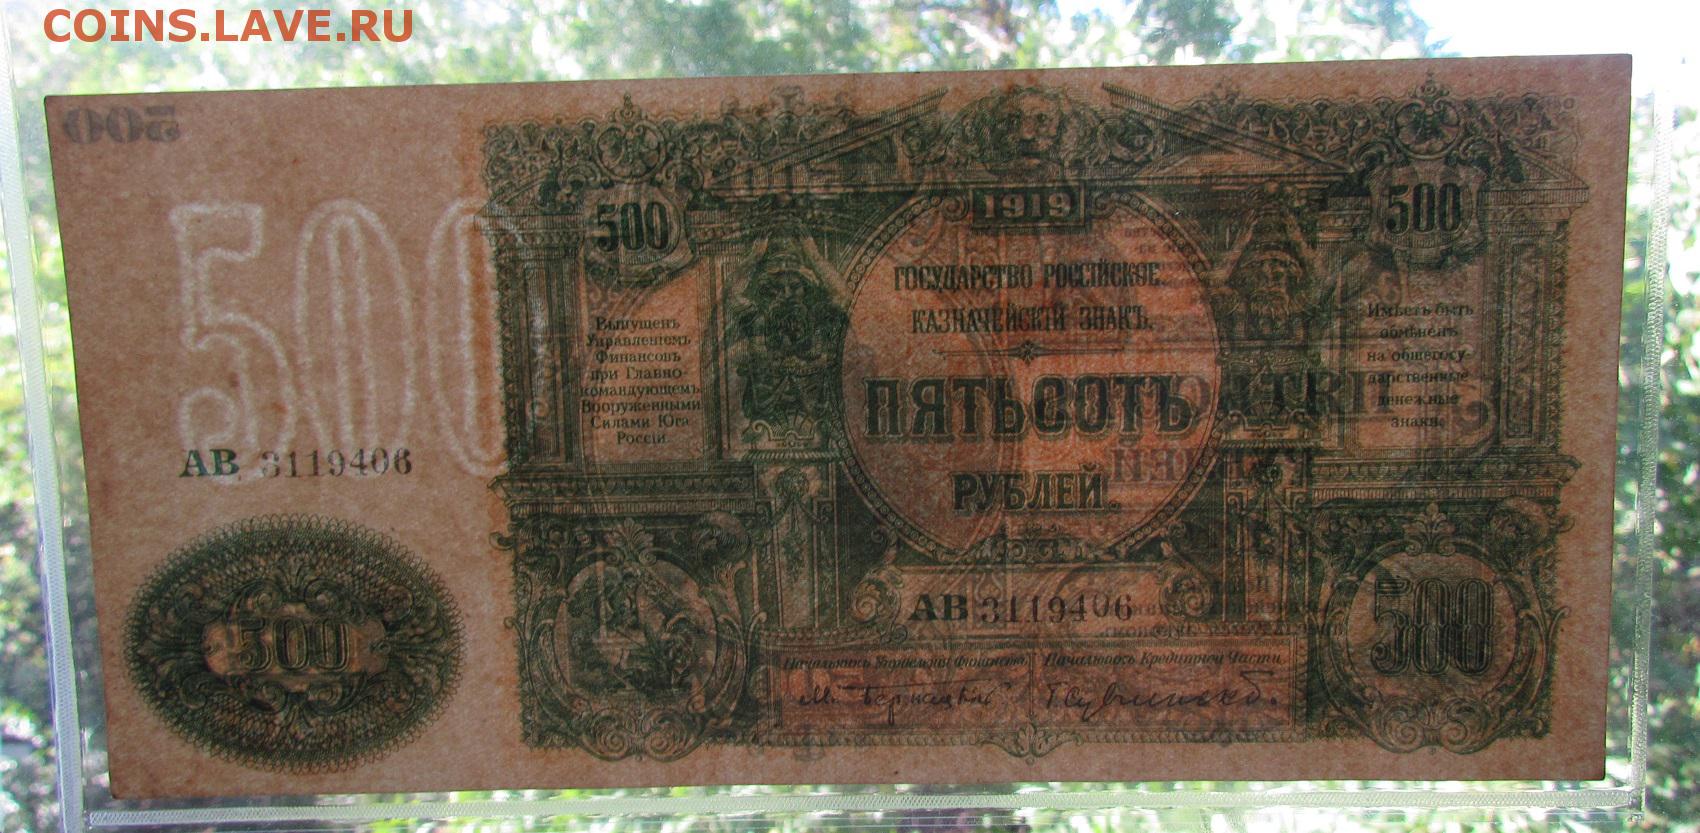 COINS.LAVE.RU
500
500
500
1919
500
ГОСУДАРСТВО РОССІЙСКОЕ.
КАЗНАЧЕЙСКІЙ ЗНАКЪ.
ПЯТЬСОТЪ
РУБЛЕЙ.
Выпущенъ
Управленіемъ
Финансовъ
при Главно-
командующемъ
Вооруженными
Силами Юга
Россіи.
Имѣетъ быть
обмѣненъ
на общегосу-
дарственные
денежные
знаки.
АВ 3119406
500
АВ 3119406
500
Начальникъ Управленія Финансовъ
Начальникъ Кредитной Части
М. Бернацкій